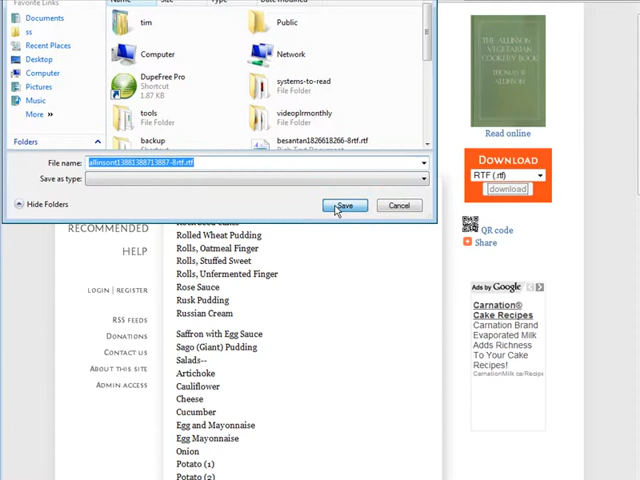 Favorite Links
Documents
ss
Recent Places
Desktop
Computer
Pictures
Music
More »
Folders
tim
Public
Computer
Network
DupeFree Pro
Shortcut
1.87 KB
systems-to-read
File Folder
tools
File Folder
videoplrmonthly
File Folder
backup
besantan1826618266-8rtf.rtf
File name:
allinsont13881388713887-8rtf.rtf
Save as type:
Hide Folders
Save
Cancel
RECOMMENDED
HELP
LOGIN | REGISTER
RSS FEEDS
DONATIONS
CONTACT US
ABOUT THIS SITE
ADMIN ACCESS
Rolled Wheat Pudding
Rolls, Oatmeal Finger
Rolls, Stuffed Sweet
Rolls, Unfermented Finger
Rose Sauce
Rusk Pudding
Russian Cream
Saffron with Egg Sauce
Sago (Giant) Pudding
Salads--
Artichoke
Cauliflower
Cheese
Cucumber
Egg and Mayonnaise
Egg Mayonnaise
Onion
Potato (1)
Potato (2)
THE ALLINSON
VEGETARIAN
COOKERY BOOK
THOMAS R.
ALLINSON
Read online
DOWNLOAD
RTF (.rtf)
download
QR code
Share
Ads by Google
Carnation®
Cake Recipes
Carnation Brand
Evaporated Milk
Adds Richness
To Your Cake
Recipes!
CarnationMilk.ca/Recipe